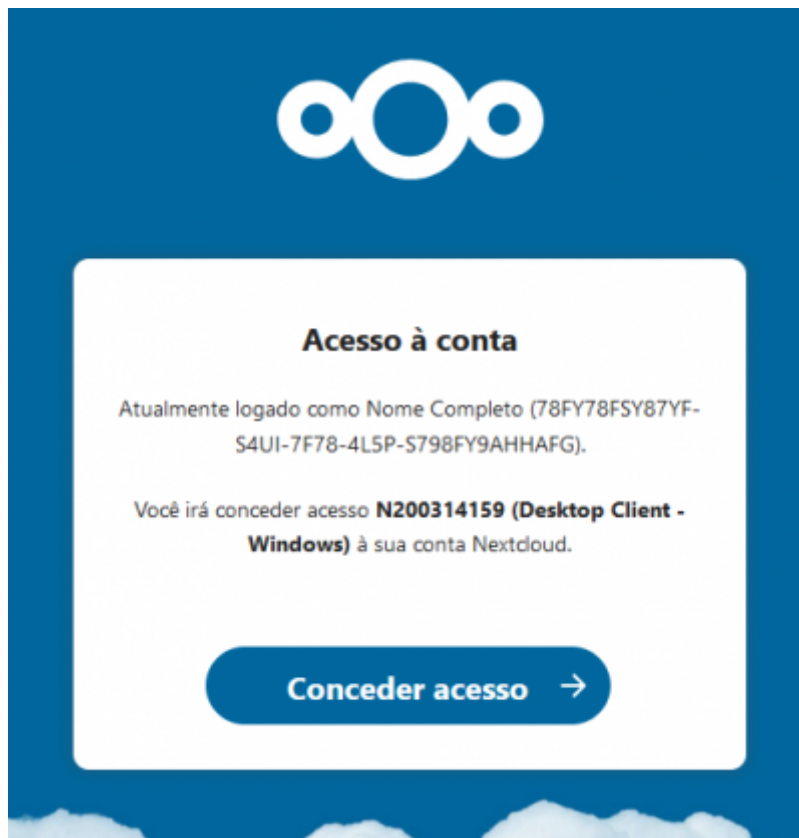 Acesso à conta
Atualmente logado como Nome Completo (78FY78FSY87YF-
S4UI-7F78-4L5P-S798FY9AHHAFG).
Você irá conceder acesso N200314159 (Desktop Client -
Windows) à sua conta Nextcloud.
Conceder acesso